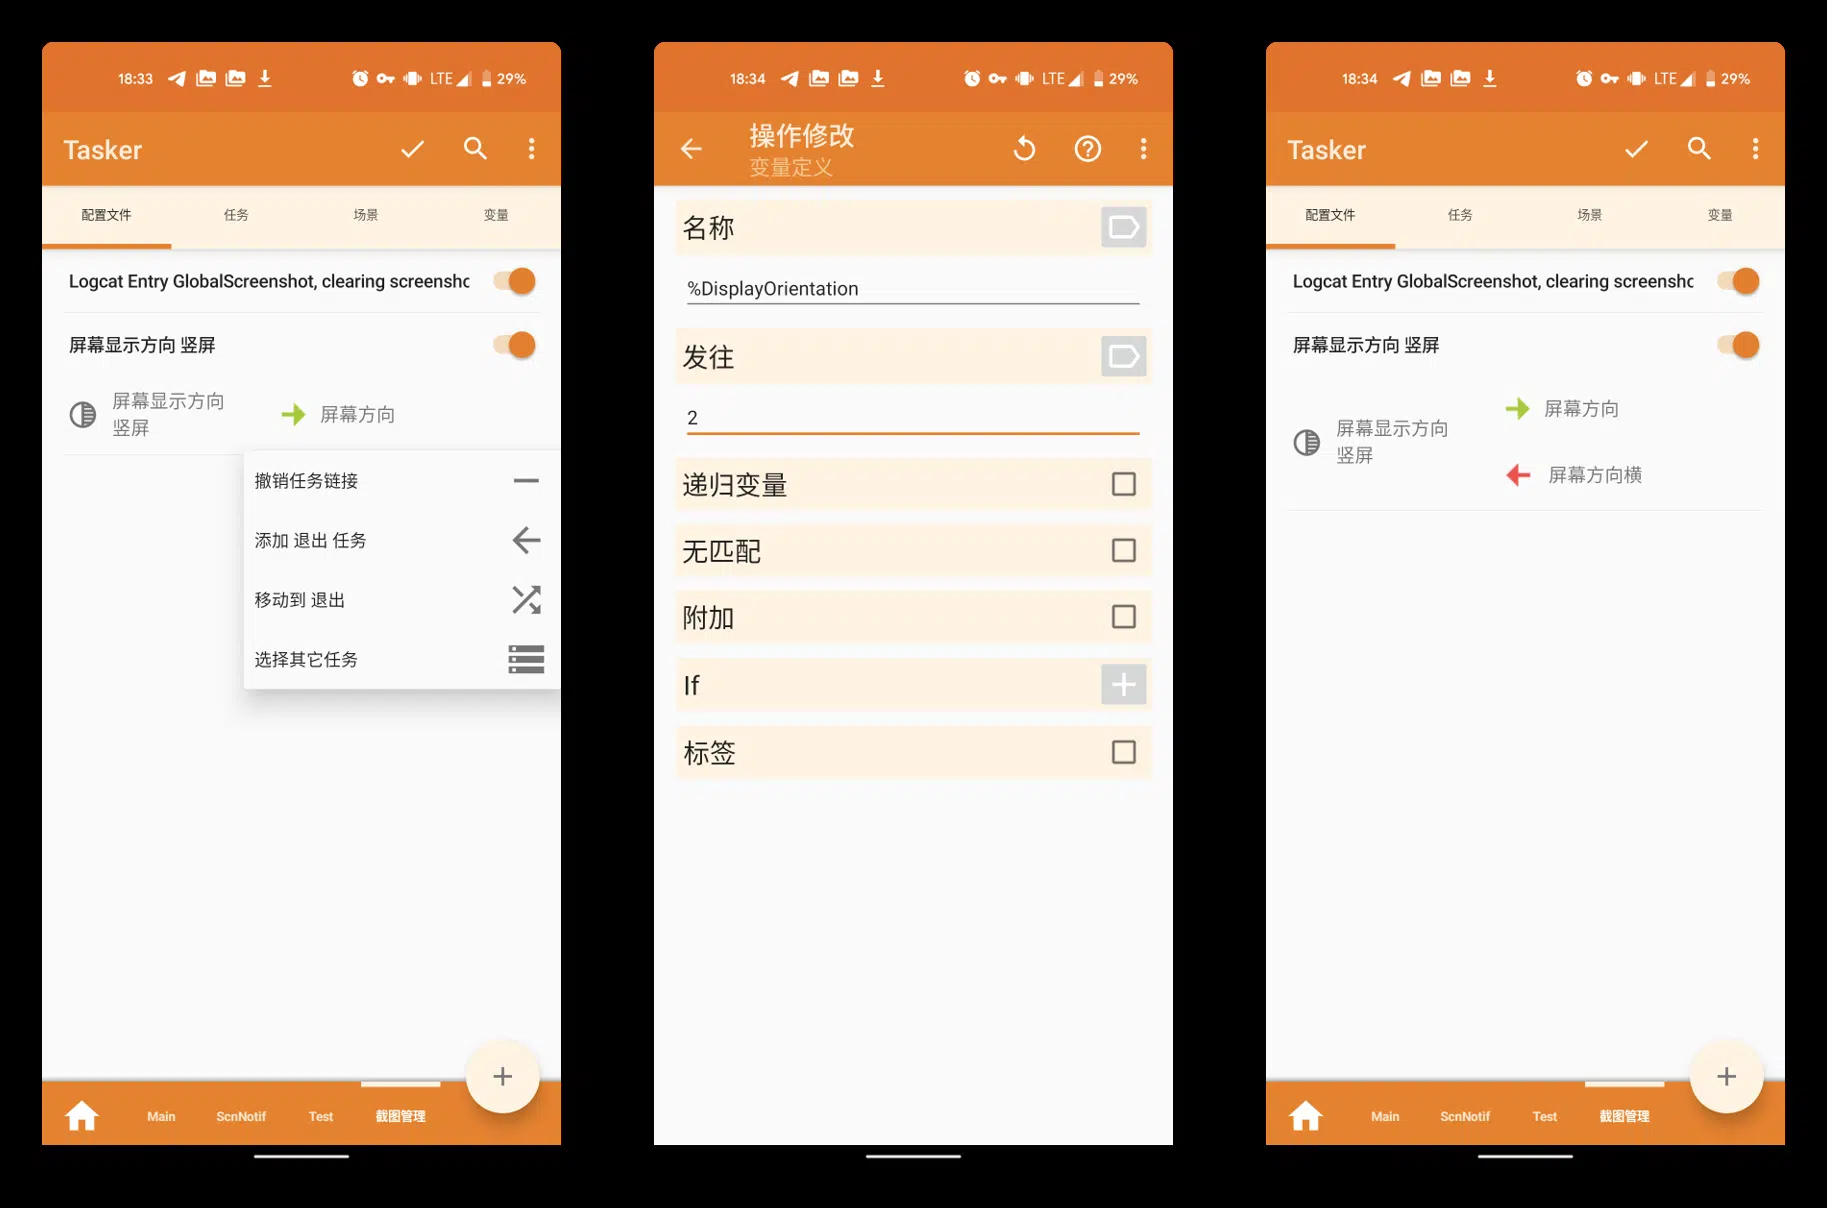 18:33
LTE
29%
Tasker
配置文件
任务
场景
变量
Logcat Entry GlobalScreenshot, clearing screensho
屏幕显示方向 竖屏
屏幕显示方向
竖屏
屏幕方向
撤销任务链接
添加 退出 任务
移动到 退出
选择其它任务
Main
ScnNotif
Test
截图管理
18:34
LTE
29%
操作修改
变量定义
名称
%DisplayOrientation
发往
2
递归变量
无匹配
附加
If
标签
18:34
LTE
29%
Tasker
配置文件
任务
场景
变量
Logcat Entry GlobalScreenshot, clearing screensho
屏幕显示方向 竖屏
屏幕显示方向
竖屏
屏幕方向
屏幕方向横
Main
ScnNotif
Test
截图管理